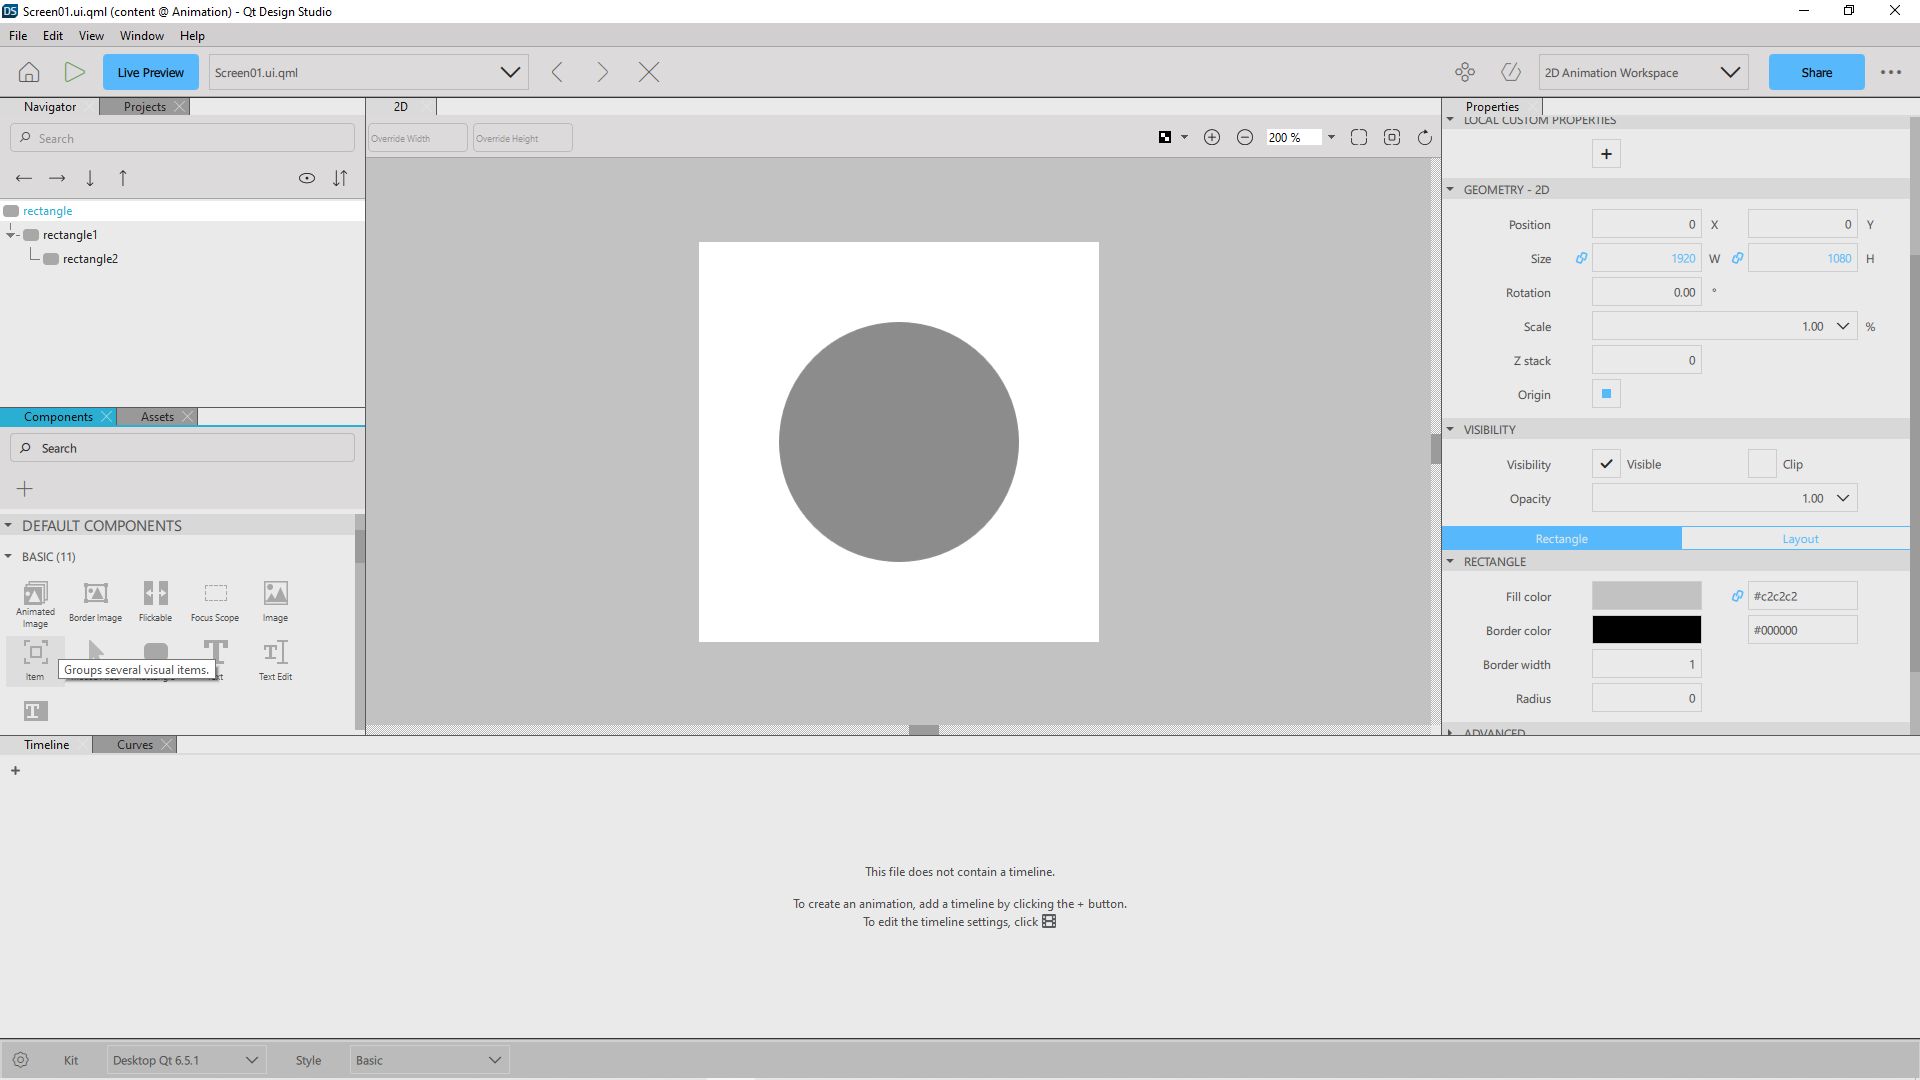 DS Screen01.ui.qml (content @ Animation) - Qt Design Studio
File Edit View Window Help
Live Preview Screen01.ui.qml 2D Animation Workspace Share
Navigator Projects
Search
rectangle
rectangle1
rectangle2
Components Assets
Search
DEFAULT COMPONENTS
BASIC (11)
Animated Image
Border Image
Flickable
Focus Scope
Image
Item
Text Edit
Groups several visual items.
2D
Override Width Override Height 200 %
Properties
LOCAL CUSTOM PROPERTIES
GEOMETRY - 2D
Position 0 X 0 Y
Size 1920 W 1080 H
Rotation 0.00 °
Scale 1.00 %
Z stack 0
Origin
VISIBILITY
Visibility Visible Clip
Opacity 1.00
Rectangle Layout
RECTANGLE
Fill color #c2c2c2
Border color #000000
Border width 1
Radius 0
ADVANCED
Timeline Curves
This file does not contain a timeline.
To create an animation, add a timeline by clicking the + button.
To edit the timeline settings, click
Kit Desktop Qt 6.5.1 Style Basic